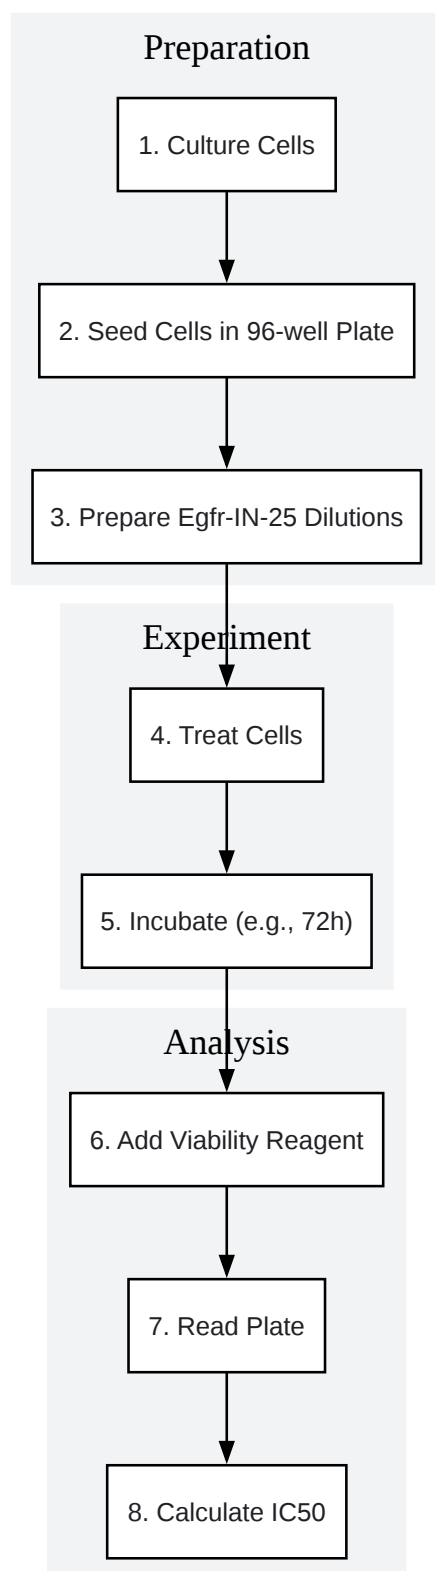 Preparation
1. Culture Cells
2. Seed Cells in 96-well Plate
3. Prepare Egfr-IN-25 Dilutions
Experiment
4. Treat Cells
5. Incubate (e.g., 72h)
Analysis
6. Add Viability Reagent
7. Read Plate
8. Calculate IC50